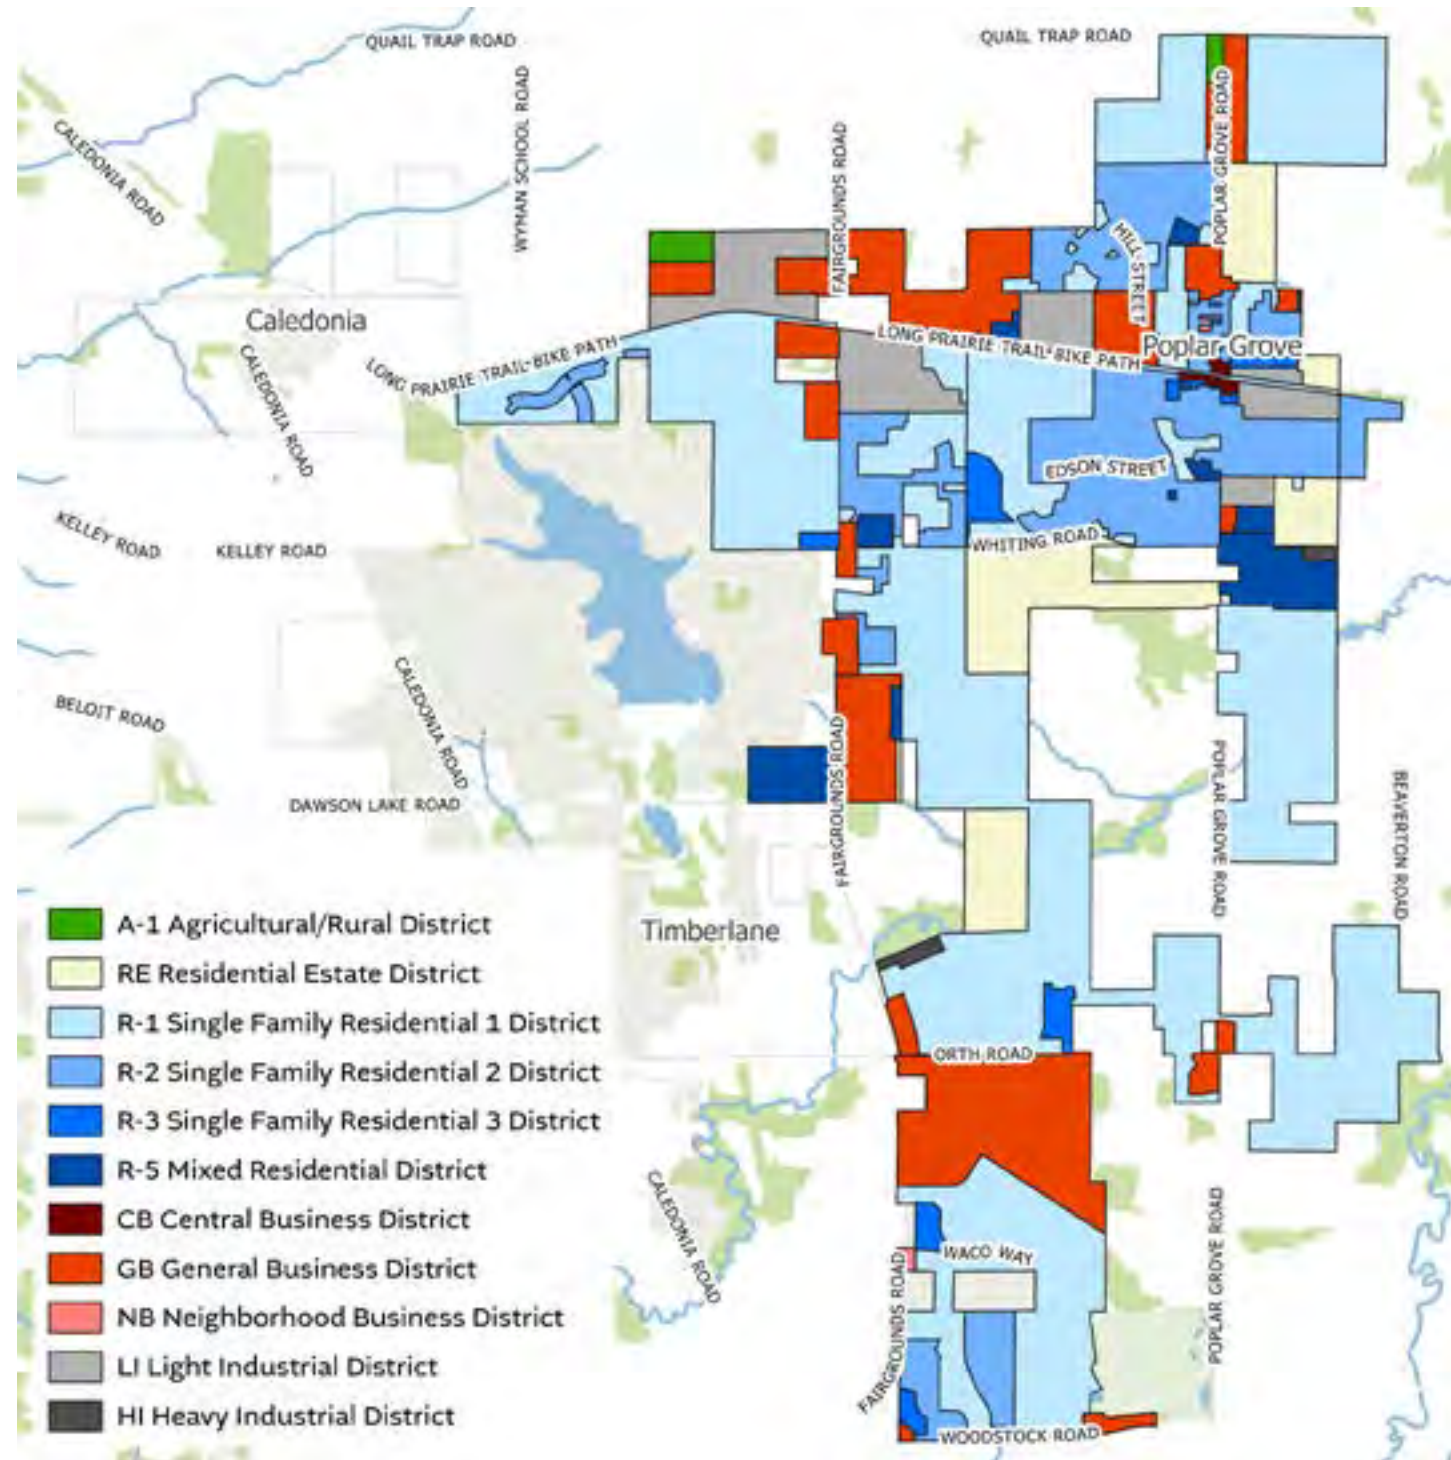 QUAIL TRAP ROAD
QUAIL TRAP ROAD
WYMAN SCHOOL ROAD
CALEDONIA ROAD
FAIRGROUNDS ROAD
POPLAR GROVE ROAD
HILL STREET
Caledonia
LONG PRAIRIE TRAIL-BIKE PATH
LONG PRAIRIE TRAIL-BIKE PATH
Poplar Grove
CALEDONIA ROAD
EDSON STREET
KELLEY ROAD
KELLEY ROAD
WHITING ROAD
CALEDONIA ROAD
BELOIT ROAD
FAIRGROUNDS ROAD
POPLAR GROVE ROAD
BEAVERTON ROAD
DAWSON LAKE ROAD
Timberlane
ORTH ROAD
CALEDONIA ROAD
POPLAR GROVE ROAD
WACO WAY
FAIRGROUNDS ROAD
WOODSTOCK ROAD
A-1 Agricultural/Rural District
RE Residential Estate District
R-1 Single Family Residential 1 District
R-2 Single Family Residential 2 District
R-3 Single Family Residential 3 District
R-5 Mixed Residential District
CB Central Business District
GB General Business District
NB Neighborhood Business District
LI Light Industrial District
HI Heavy Industrial District